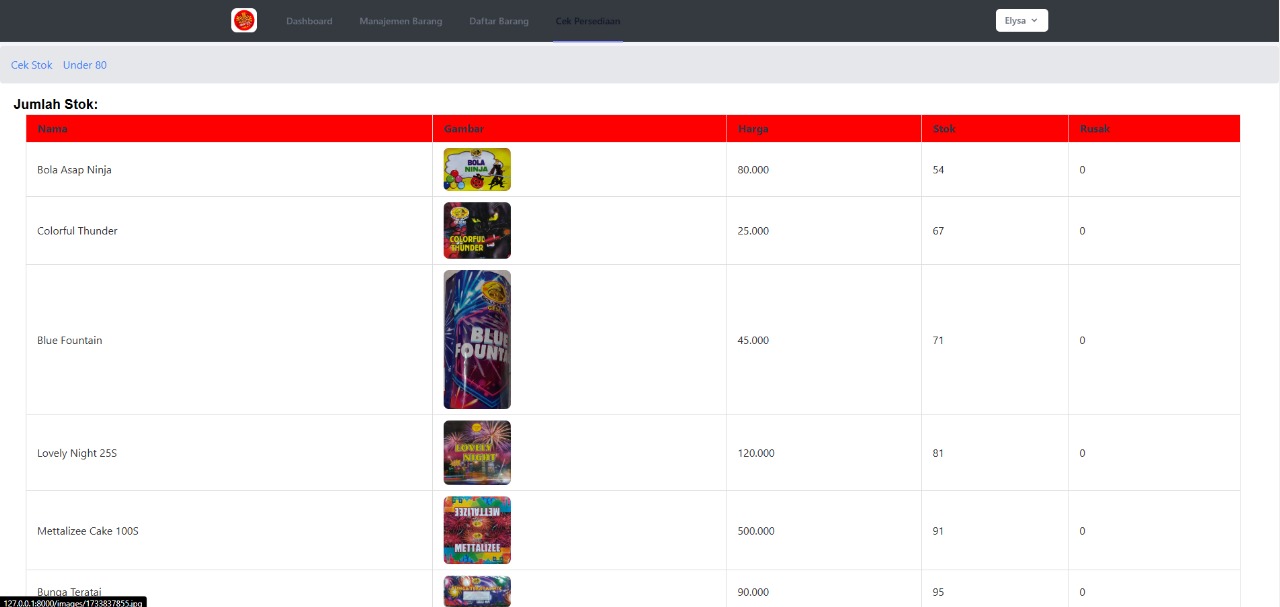 Dashboard Manajemen Barang Daftar Barang Cek Persediaan Elysa
Cek Stok Under 80
Jumlah Stok:
Nama Gambar Harga Stok Rusak
Bola Asap Ninja 80.000 54 0
BOLA
NINJA
Colorful Thunder 25.000 67 0
COLORFUL
THUNDER
Blue Fountain 45.000 71 0
BLUE
FOUNTA
Lovely Night 25S 120.000 81 0
LOVELY
NIGHT
Mettalizee Cake 100S 500.000 91 0
METTALIZEE
METTALIZEE
Bunga Teratai 90.000 95 0
127.0.0.1:8000/images/1733837855.jpg